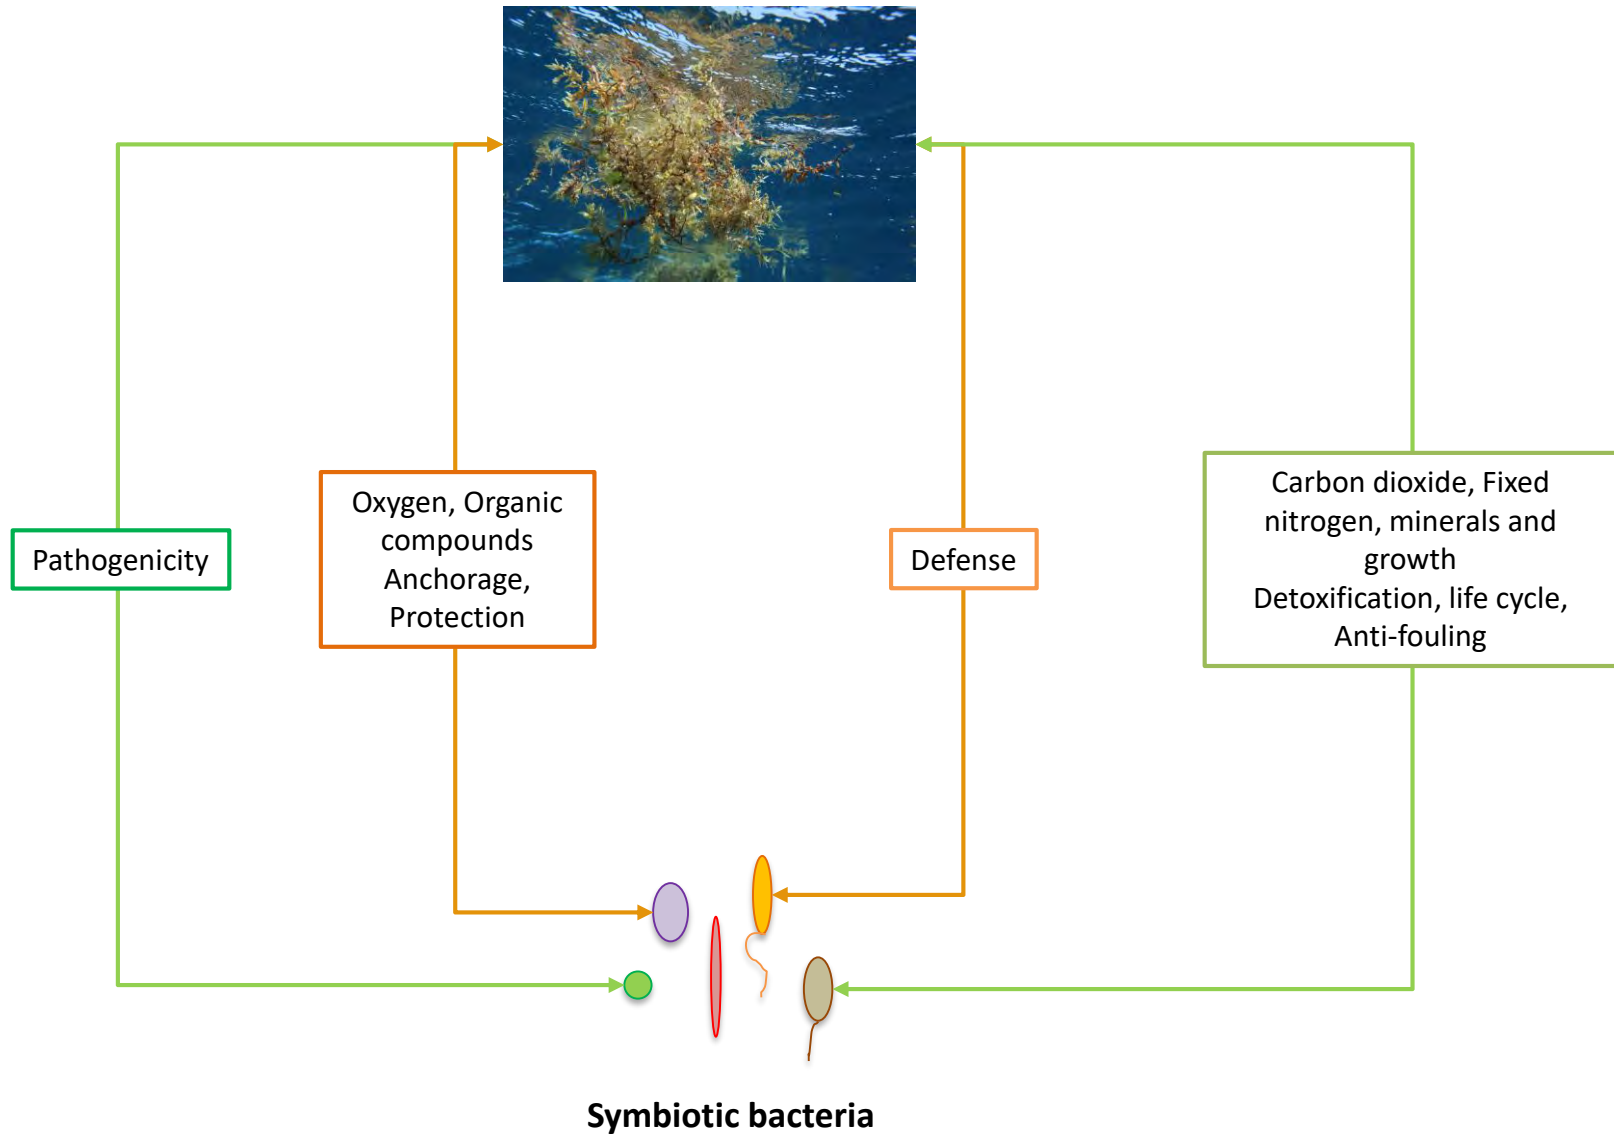 Pathogenicity
Oxygen, Organic
compounds
Anchorage,
Protection
Defense
Carbon dioxide, Fixed
nitrogen, minerals and
growth
Detoxification, life cycle,
Anti-fouling
Symbiotic bacteria